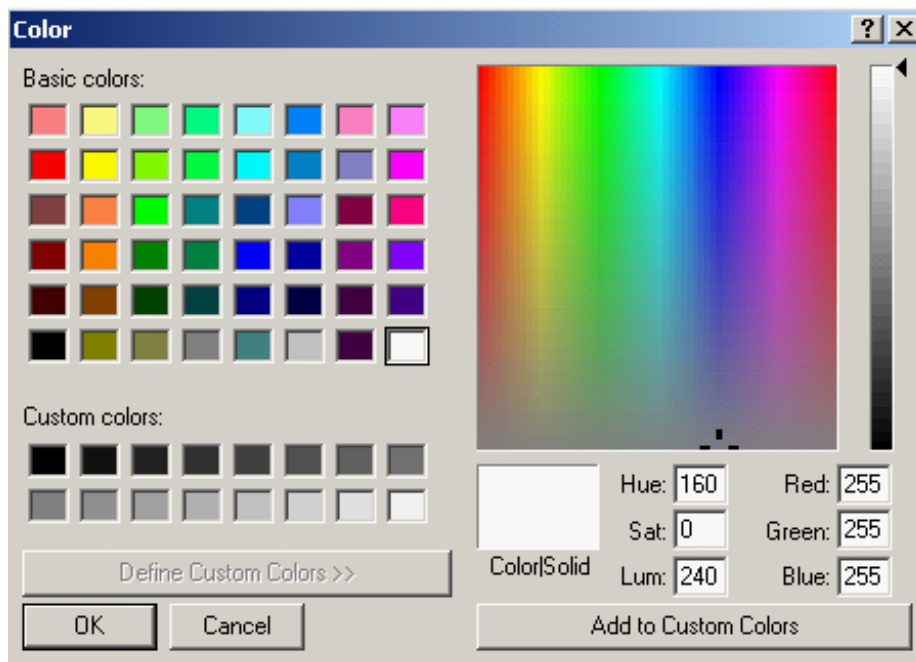 Color
Basic colors:
Custom colors:
Define Custom Colors >>
OK
Cancel
Color|Solid
Hue: 160
Sat: 0
Lum: 240
Red: 255
Green: 255
Blue: 255
Add to Custom Colors